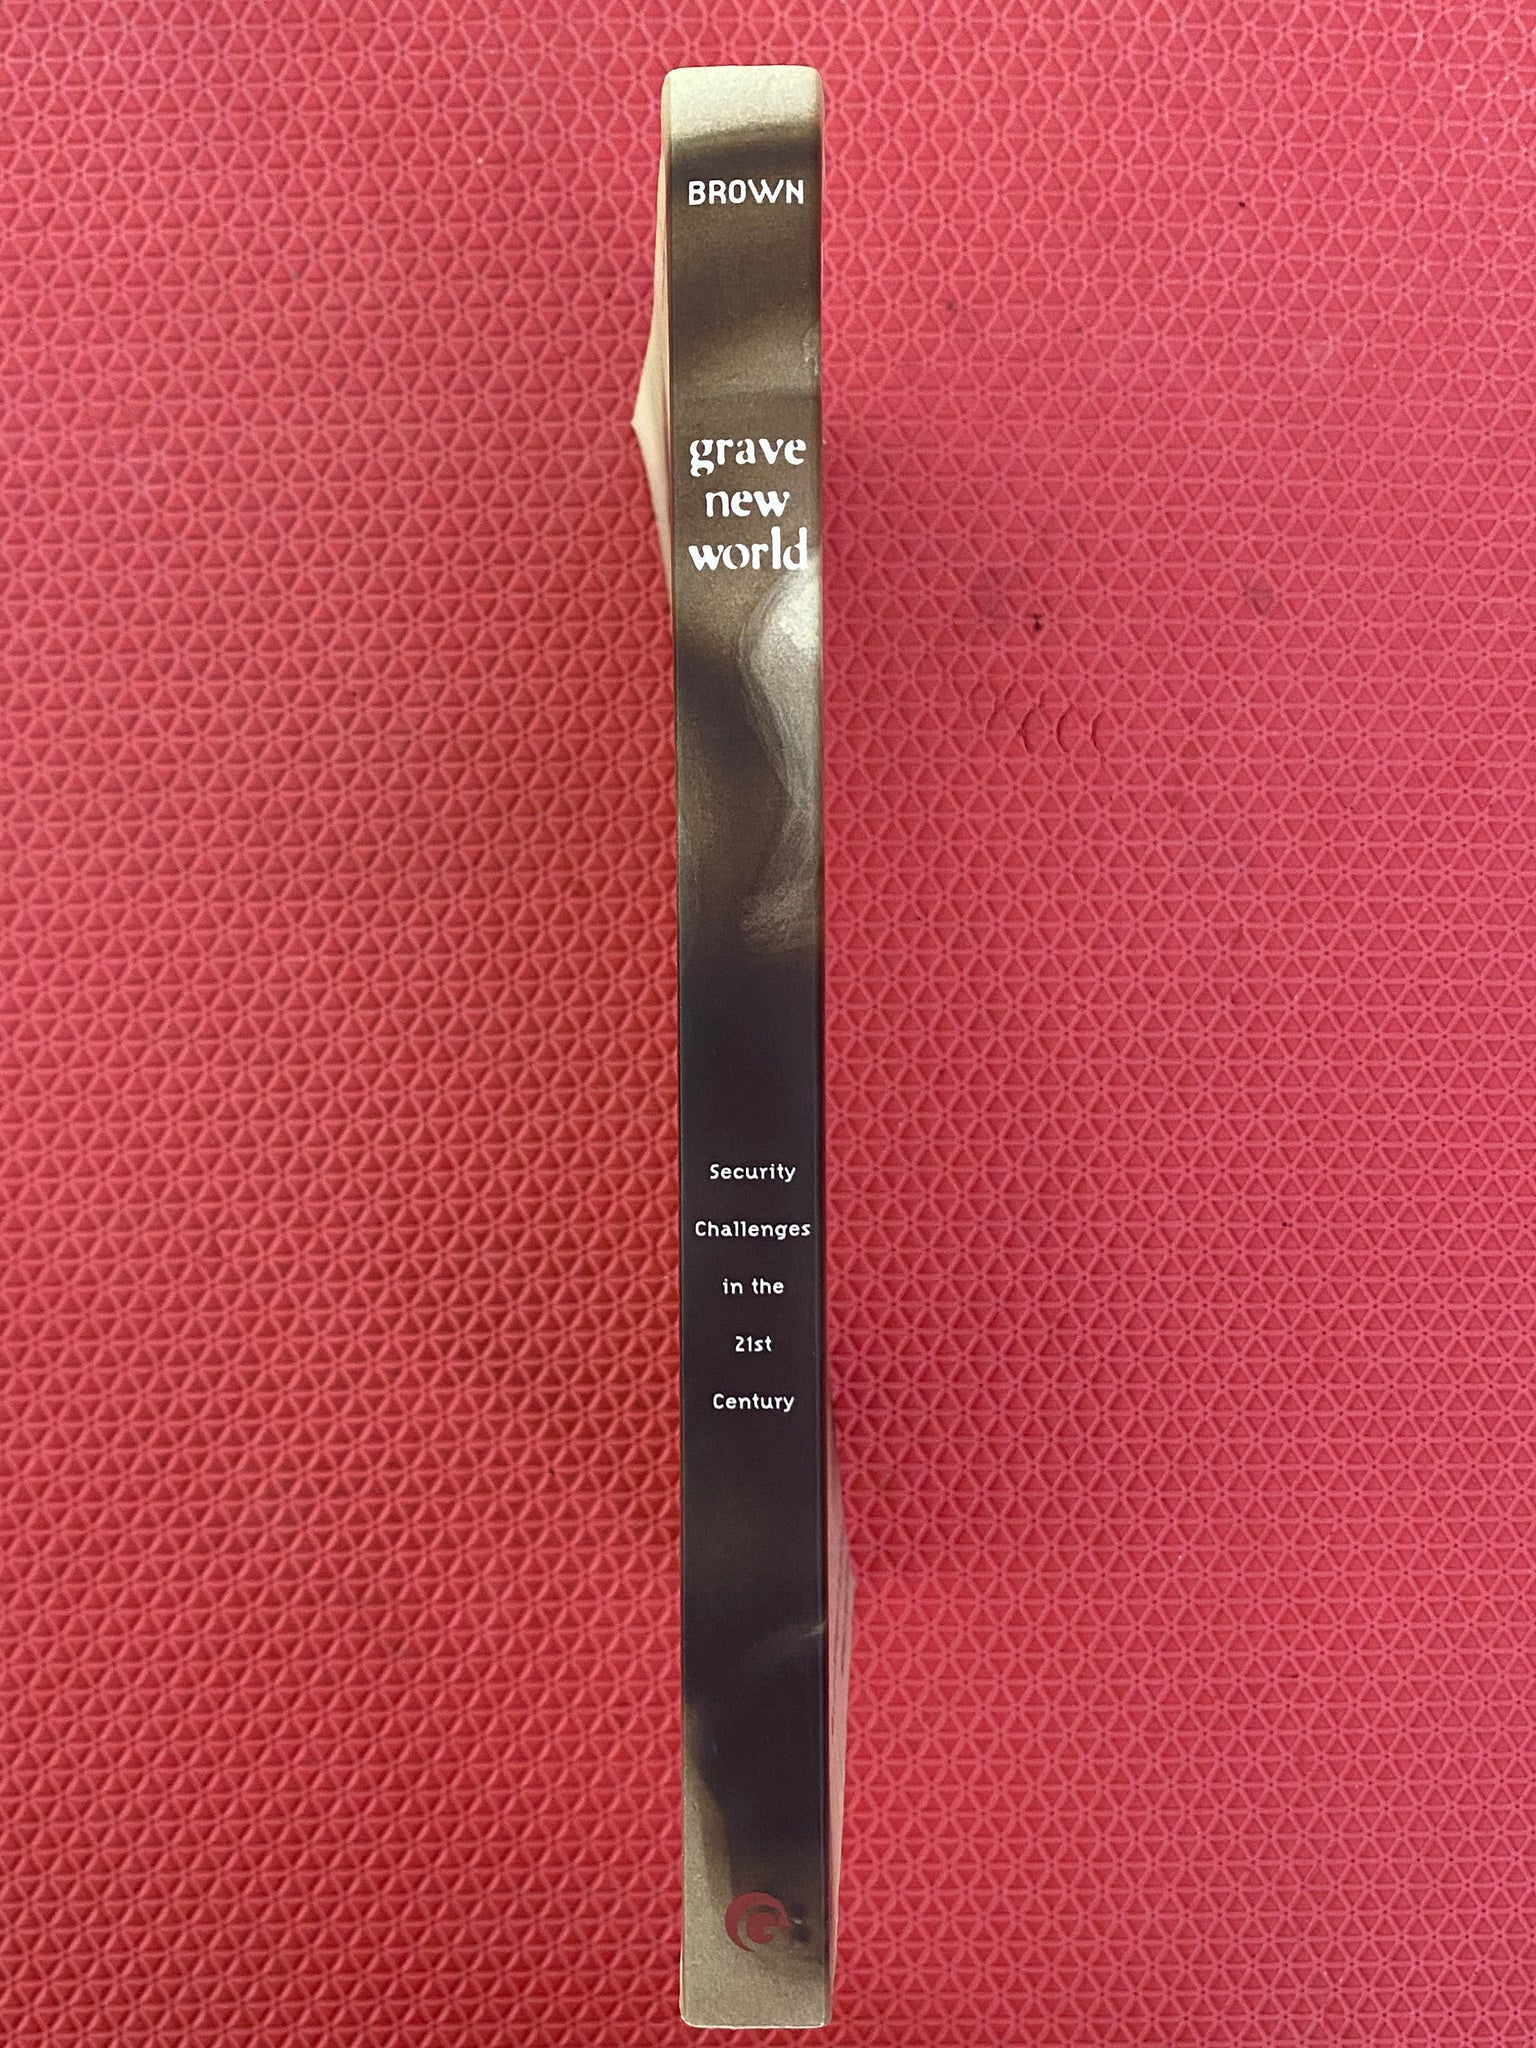 BROWN
grave
new
world
Security
Challenges
in the
21st
Century